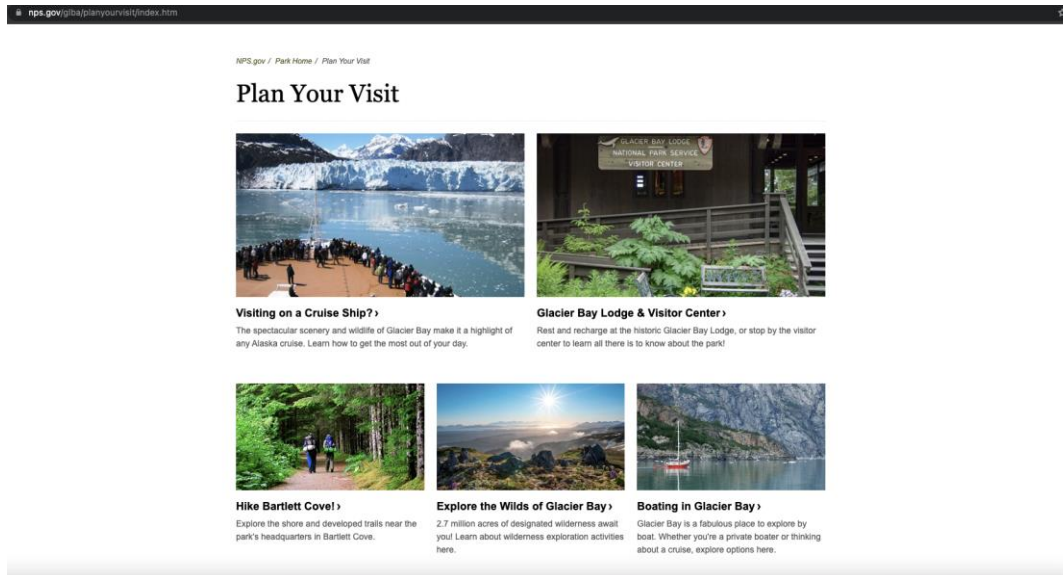 nps.gov/glba/planyourvisit/index.htm
NPS.gov / Park Home / Plan Your Visit
Plan Your Visit
GLACIER BAY LODGE
NATIONAL PARK SERVICE
VISITOR CENTER
Visiting on a Cruise Ship? ›
The spectacular scenery and wildlife of Glacier Bay make it a highlight of
any Alaska cruise. Learn how to get the most out of your day.
Glacier Bay Lodge & Visitor Center ›
Rest and recharge at the historic Glacier Bay Lodge, or stop by the visitor
center to learn all there is to know about the park!
Hike Bartlett Cove! ›
Explore the shore and developed trails near the
park's headquarters in Bartlett Cove.
Explore the Wilds of Glacier Bay ›
2.7 million acres of designated wilderness await
you! Learn about wilderness exploration activities
here.
Boating in Glacier Bay ›
Glacier Bay is a fabulous place to explore by
boat. Whether you're a private boater or thinking
about a cruise, explore options here.